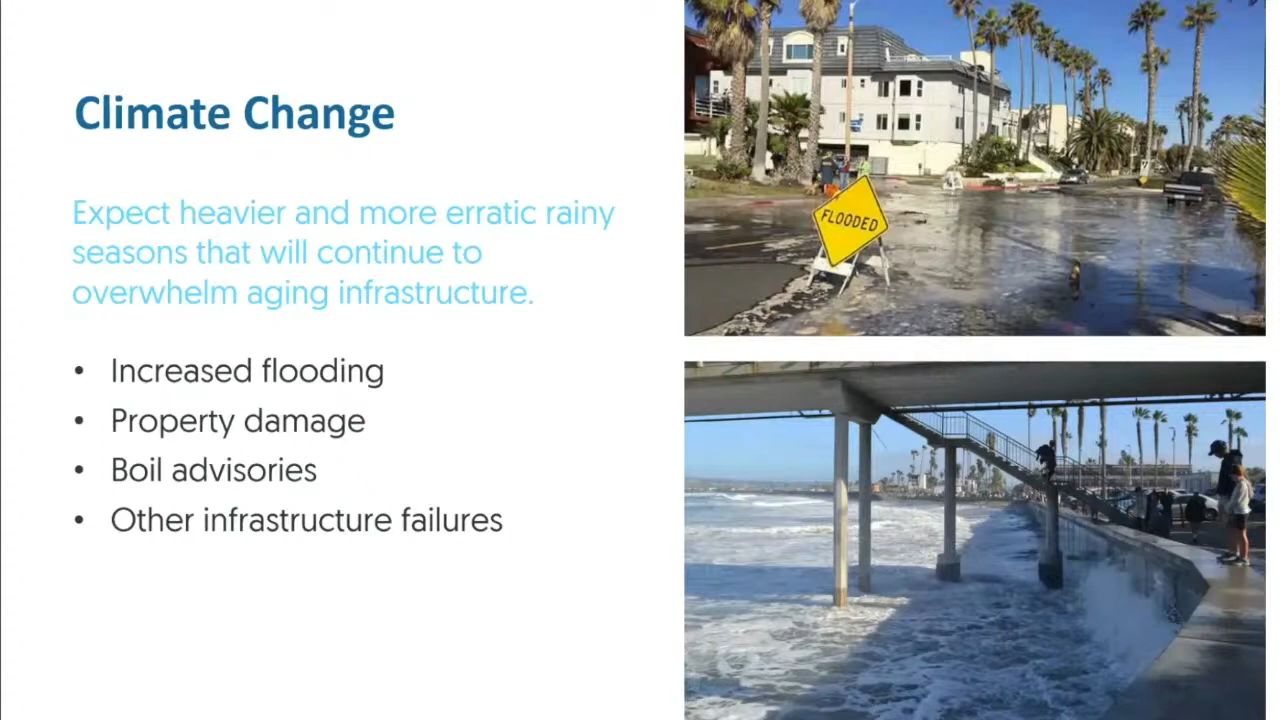 Climate Change
Expect heavier and more erratic rainy
seasons that will continue to
overwhelm aging infrastructure.
• Increased flooding
• Property damage
• Boil advisories
• Other infrastructure failures
FLOODED